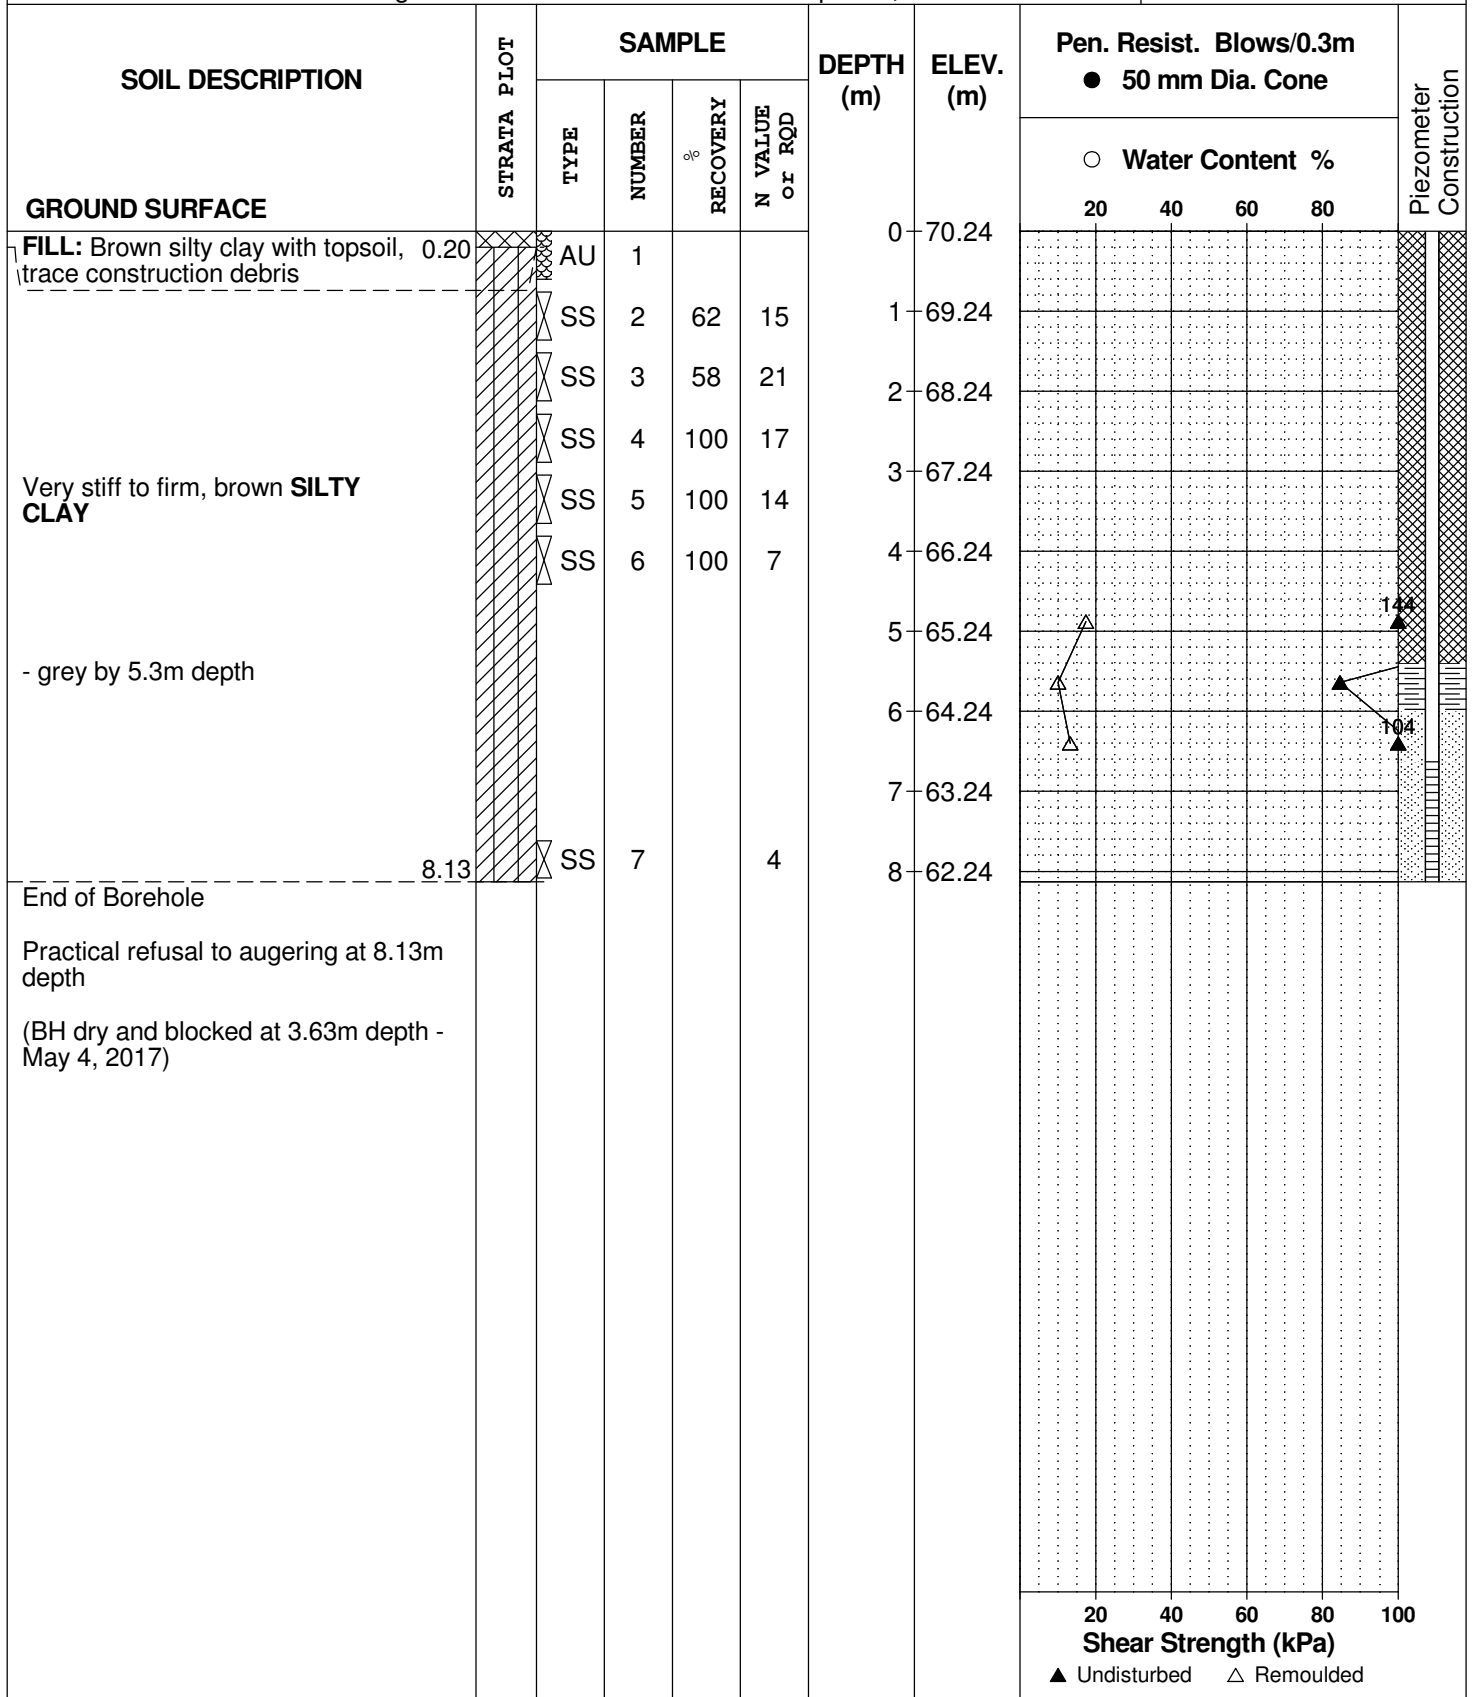 SOIL DESCRIPTION
GROUND SURFACE
STRATA PLOT
SAMPLE
TYPE
NUMBER
% RECOVERY
N VALUE or RQD
DEPTH (m)
ELEV. (m)
Pen. Resist. Blows/0.3m
● 50 mm Dia. Cone
○ Water Content %
20 40 60 80
Piezometer Construction
0 70.24
FILL: Brown silty clay with topsoil, 0.20
trace construction debris
AU 1
SS 2 62 15
1 69.24
SS 3 58 21
2 68.24
SS 4 100 17
3 67.24
Very stiff to firm, brown SILTY
CLAY
SS 5 100 14
4 66.24
SS 6 100 7
144
5 65.24
- grey by 5.3m depth
6 64.24
104
7 63.24
8.13
SS 7 4
8 62.24
End of Borehole
Practical refusal to augering at 8.13m
depth
(BH dry and blocked at 3.63m depth -
May 4, 2017)
20 40 60 80 100
Shear Strength (kPa)
▲ Undisturbed △ Remoulded